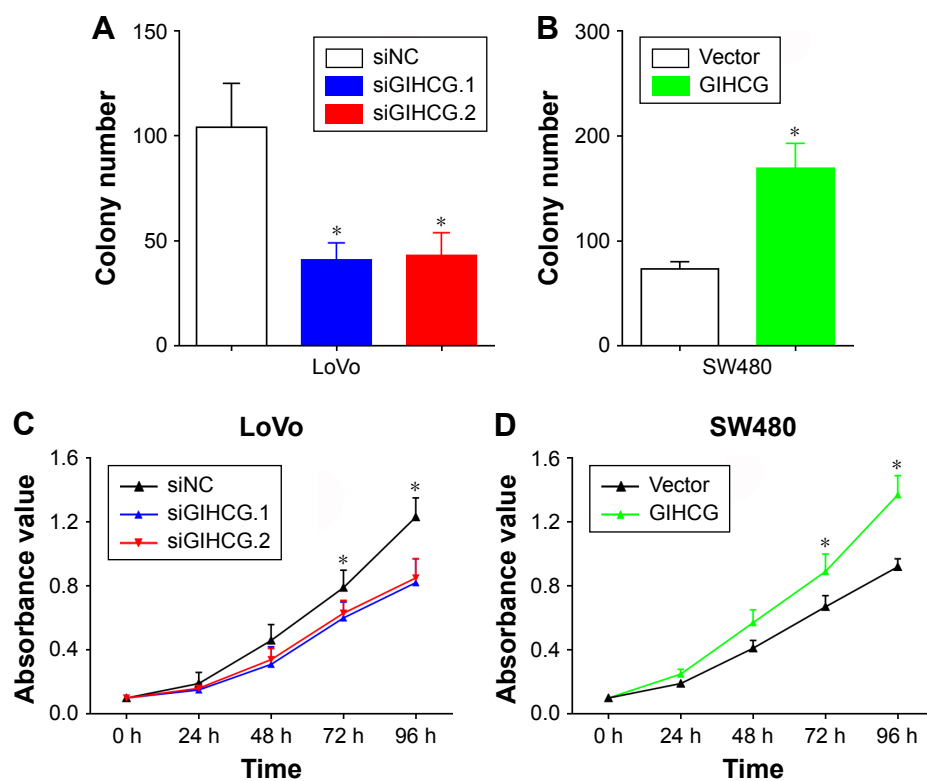 A
Colony number
150
100
50
0
siNC
siGIHCG.1
siGIHCG.2
*
*
LoVo
B
Colony number
300
200
100
0
Vector
GIHCG
*
SW480
C
LoVo
Absorbance value
1.6
1.2
0.8
0.4
0.0
siNC
siGIHCG.1
siGIHCG.2
*
*
0 h 24 h 48 h 72 h 96 h
Time
D
SW480
Absorbance value
1.6
1.2
0.8
0.4
0.0
Vector
GIHCG
*
*
0 h 24 h 48 h 72 h 96 h
Time